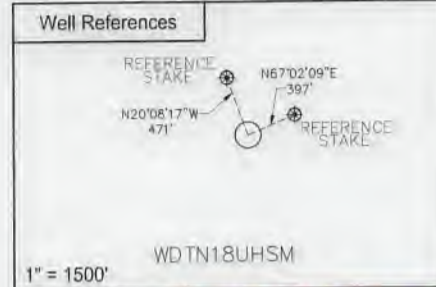 Well References
REFERENCE
STAKE
N67°02'09"E
397'
N20°08'17"W
471'
REFERENCE
STAKE
WDTN18UHSM
1" = 1500'